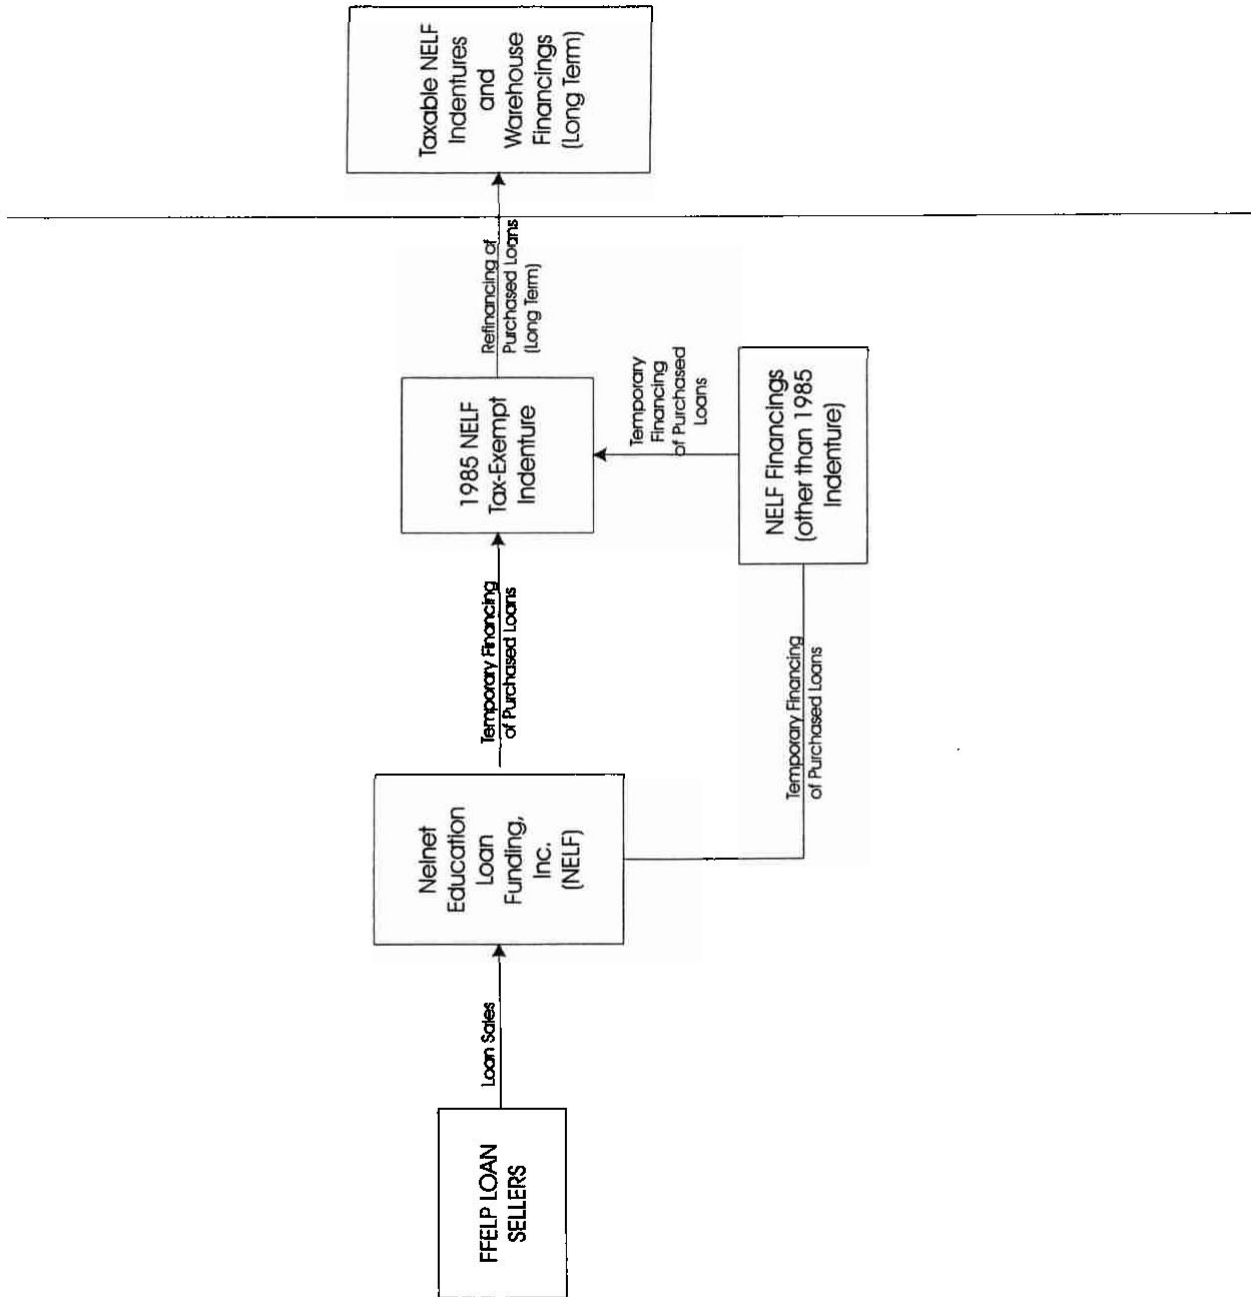 FFELP LOAN
SELLERS
Loan Sales
Nelnet
Education
Loan
Funding,
Inc.
(NELF)
Temporary Financing
of Purchased Loans
1985 NELF
Tax-Exempt
Indenture
Refinancing of
Purchased Loans
(Long Term)
Taxable NELF
Indentures
and
Warehouse
Financings
(Long Term)
Temporary Financing
of Purchased Loans
NELF Financings
(other than 1985
Indenture)
Temporary
Financing
of Purchased
Loans